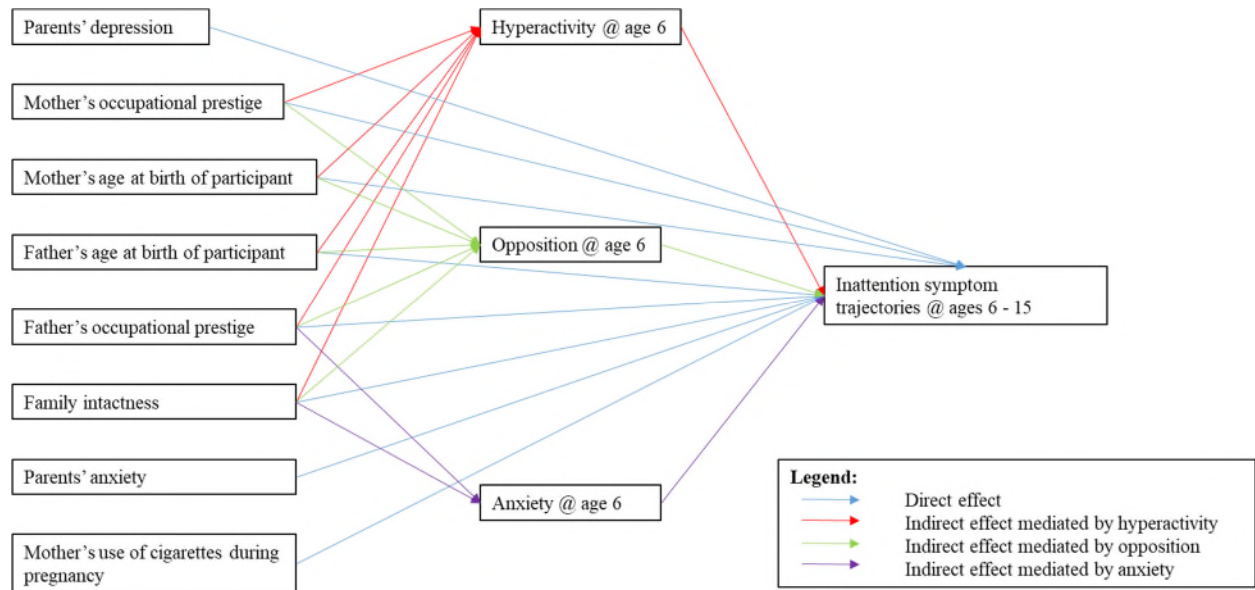 Parents’ depression
Mother’s occupational prestige
Mother’s age at birth of participant
Father’s age at birth of participant
Father’s occupational prestige
Family intactness
Parents’ anxiety
Mother’s use of cigarettes during
pregnancy
Hyperactivity @ age 6
Opposition @ age 6
Anxiety @ age 6
Inattention symptom
trajectories @ ages 6 - 15
Legend:
Direct effect
Indirect effect mediated by hyperactivity
Indirect effect mediated by opposition
Indirect effect mediated by anxiety